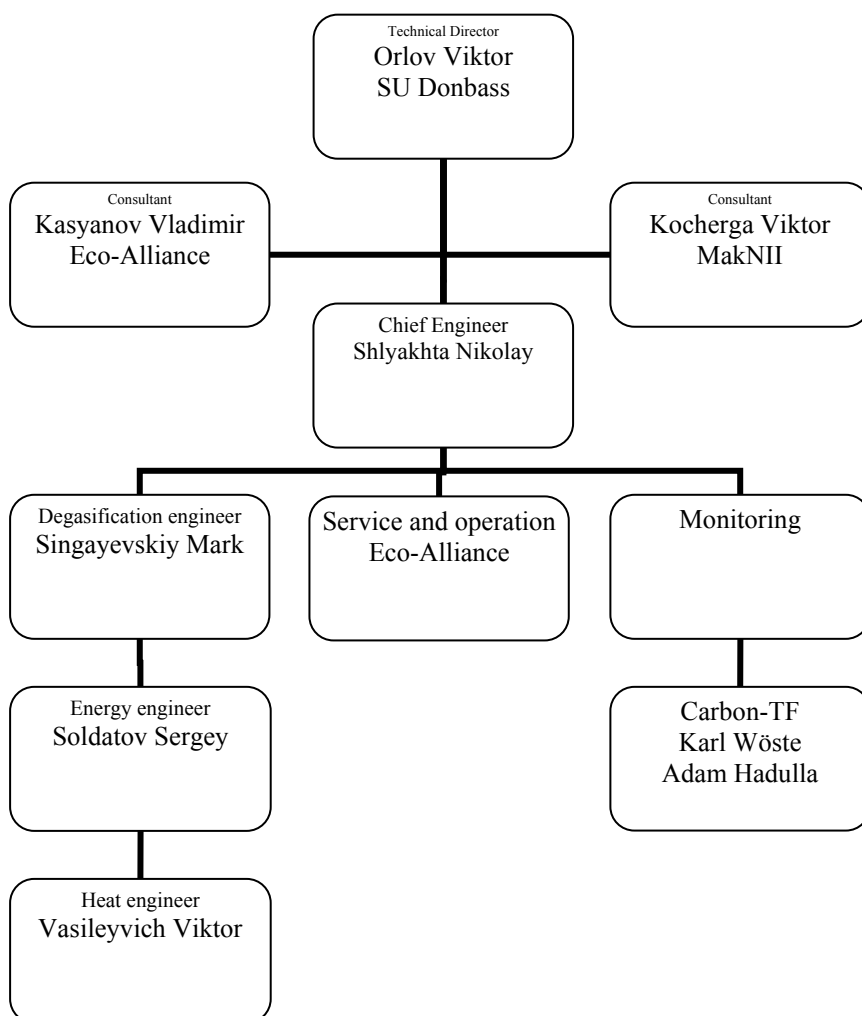 Technical Director
Orlov Viktor
SU Donbass
Consultant
Kasyanov Vladimir
Eco-Alliance
Consultant
Kocherga Viktor
MakNII
Chief Engineer
Shlyakhta Nikolay
Degasification engineer
Singayevskiy Mark
Service and operation
Eco-Alliance
Monitoring
Energy engineer
Soldatov Sergey
Carbon-TF
Karl Wöste
Adam Hadulla
Heat engineer
Vasileyvich Viktor